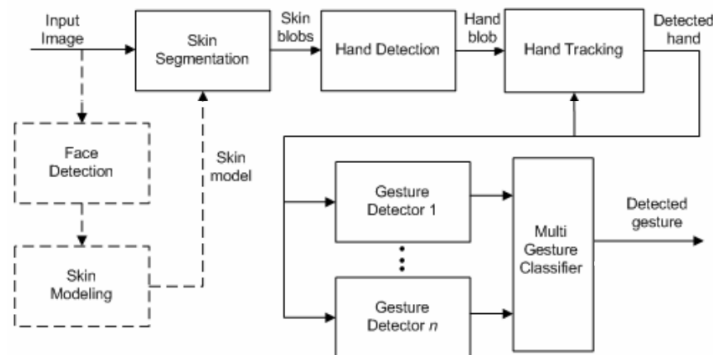 Input
Image
Skin
Segmentation
Skin
blobs
Hand Detection
Hand
blob
Hand Tracking
Detected
hand
Face
Detection
Skin
model
Skin
Modeling
Gesture
Detector 1
Gesture
Detector n
Multi
Gesture
Classifier
Detected
gesture